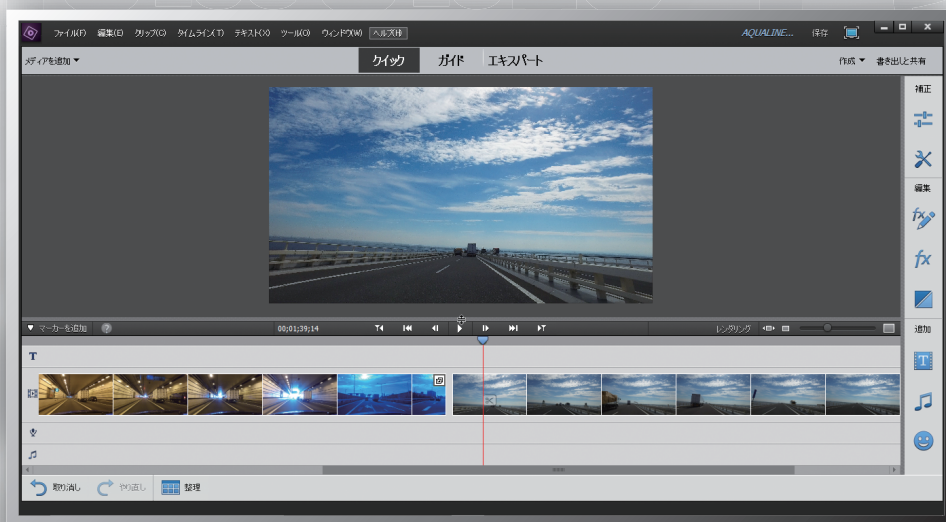 ファイル(F) 編集(E) クリップ(C) タイムライン(T) テキスト(X) ツール(O) ウィンドウ(W) ヘルプ(H) AQUALINE... 保存
メディアを追加 クイック ガイド エキスパート 作成 書き出しと共有
補正
編集
fx
fx
マーカーを追加 ? 00;01;39;14 レンダリング 追加
T
T
取り消し やり直し 整理